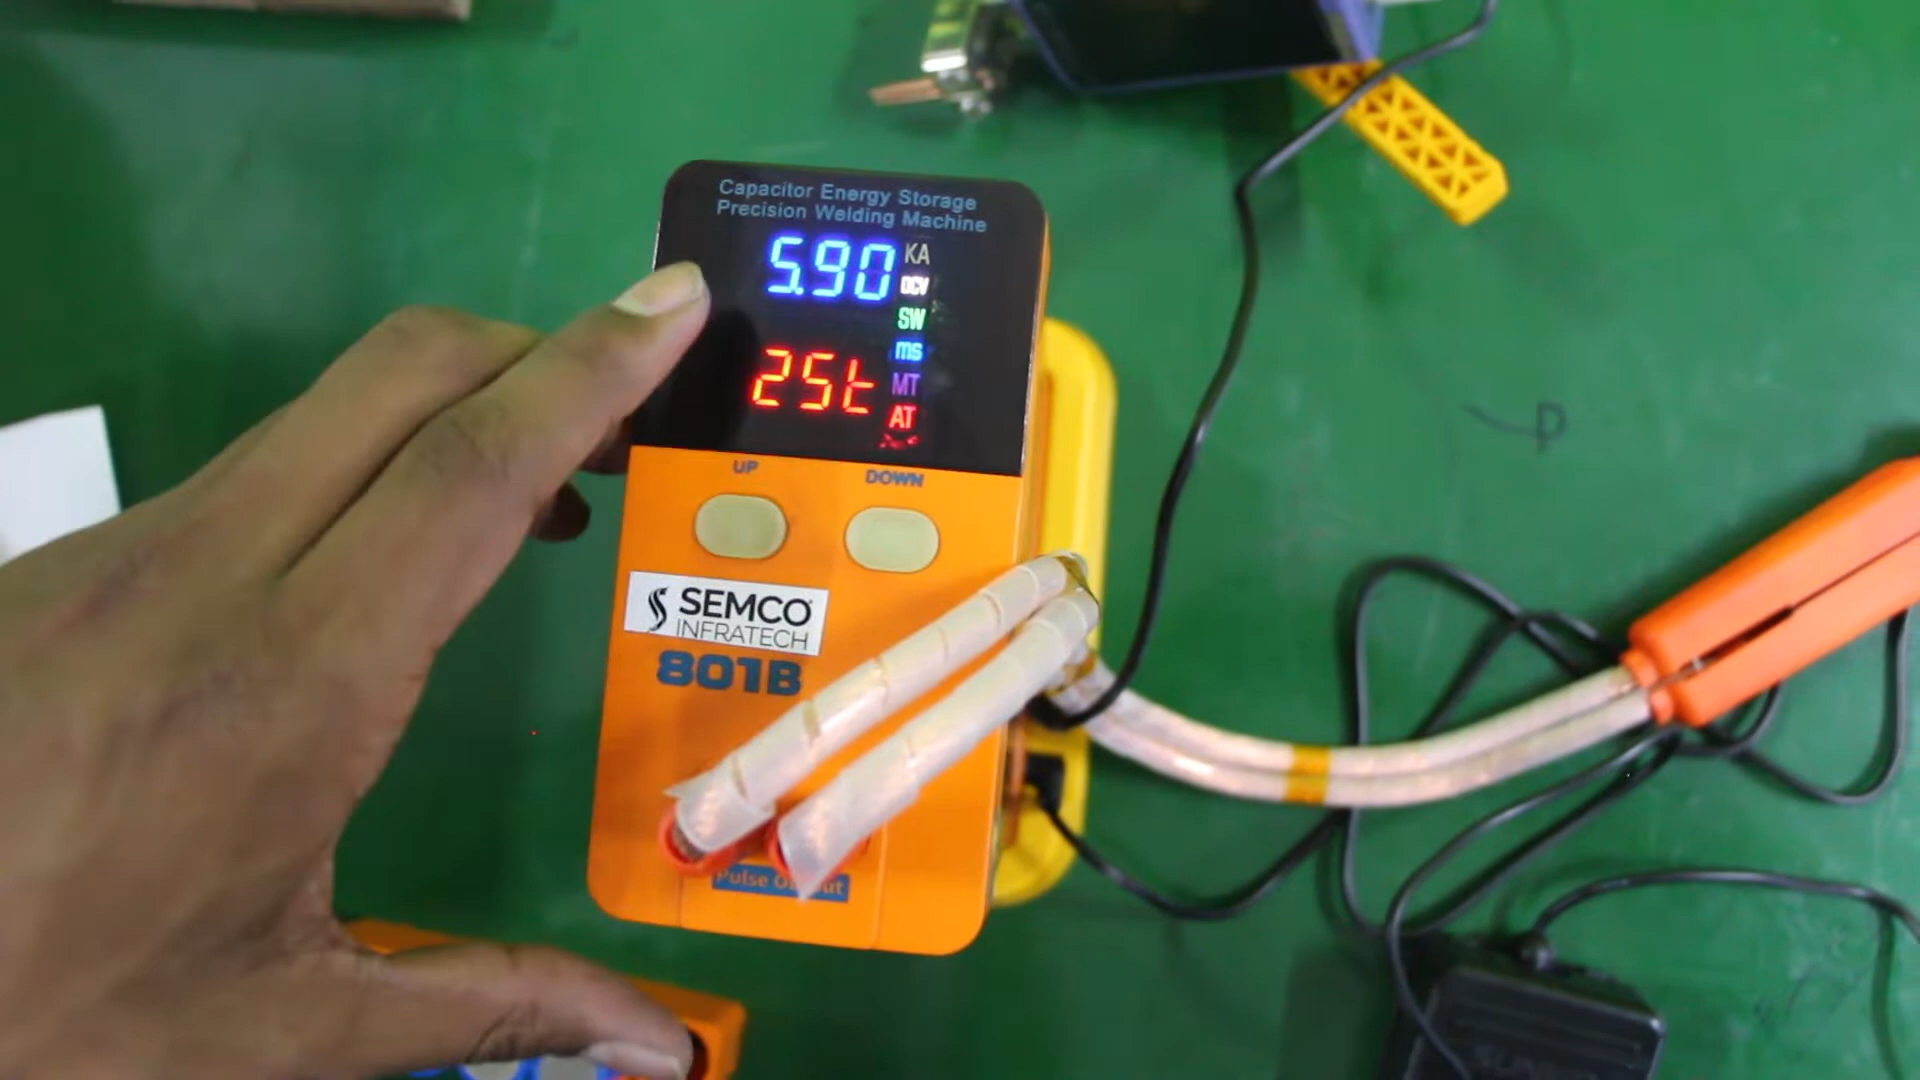 Capacitor Energy Storage
Precision Welding Machine
5.90
KA
DCV
SW
ms
25t
MT
AT
UP
DOWN
SEMCO
INFRATECH
801B
Pulse
P